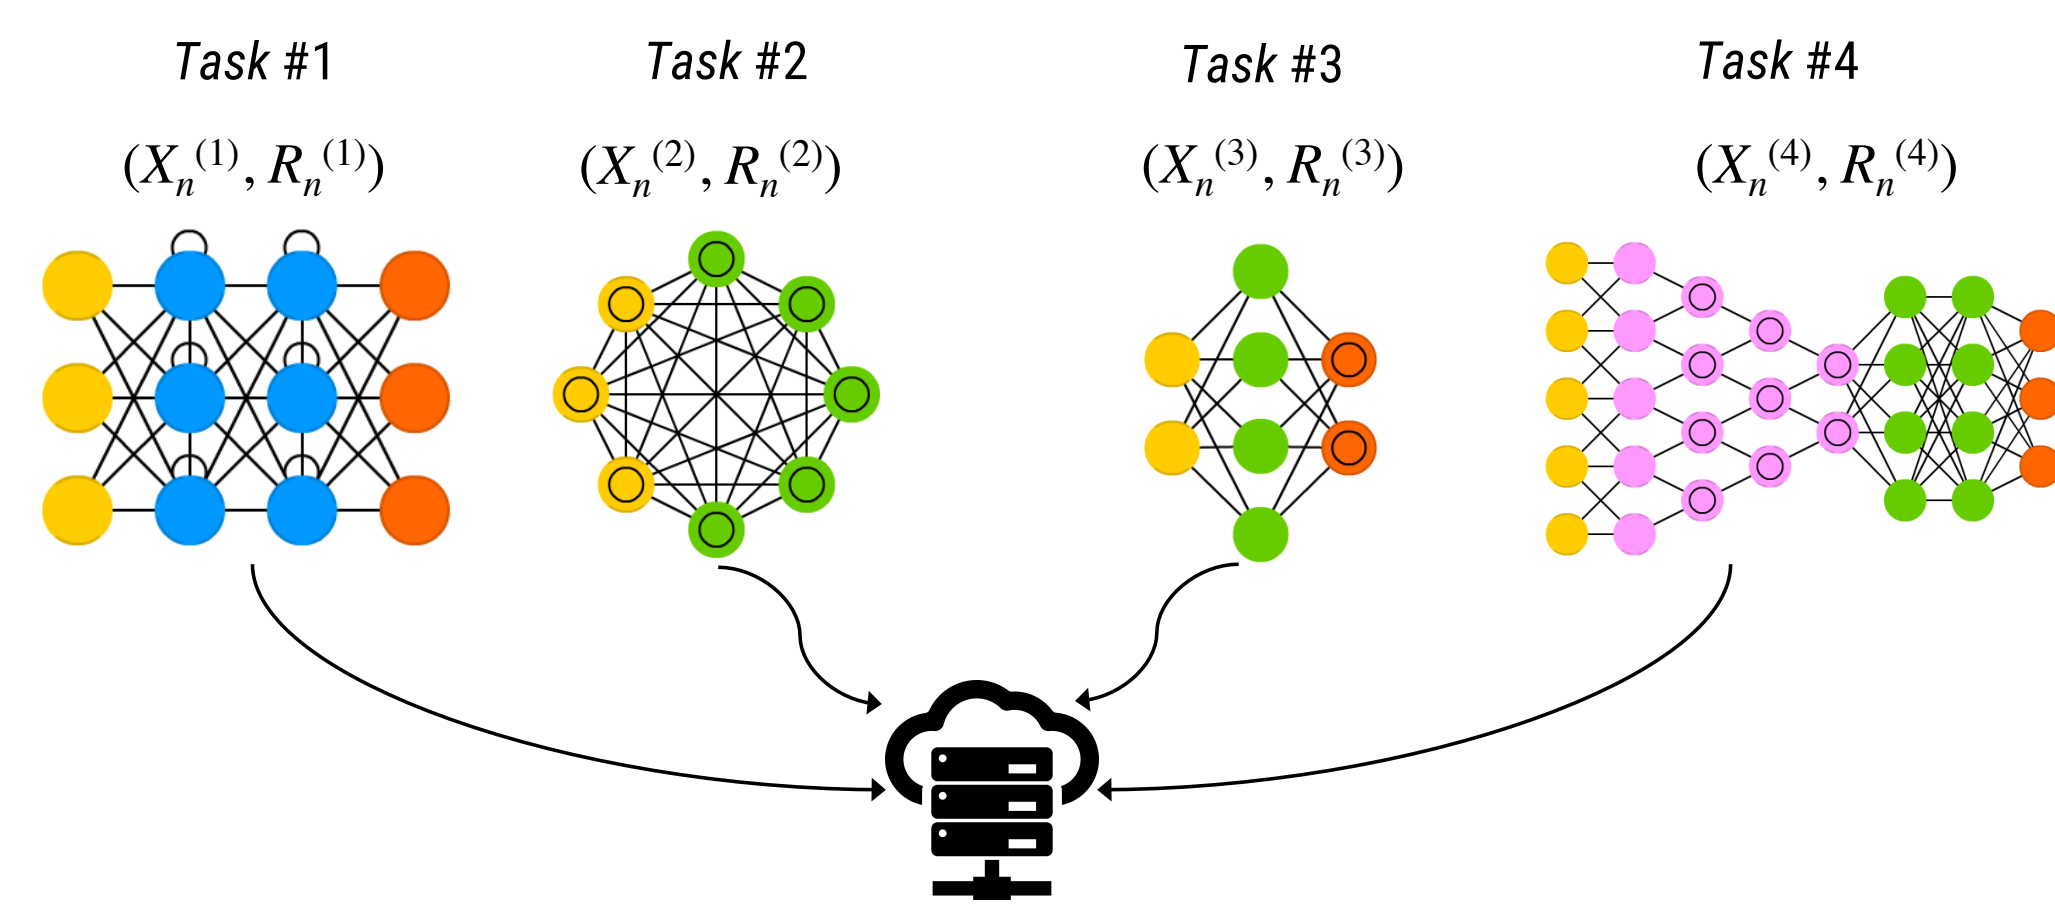 Task #1
Task #2
Task #3
Task #4
(Xₙ⁽¹⁾, Rₙ⁽¹⁾)
(Xₙ⁽²⁾, Rₙ⁽²⁾)
(Xₙ⁽³⁾, Rₙ⁽³⁾)
(Xₙ⁽⁴⁾, Rₙ⁽⁴⁾)